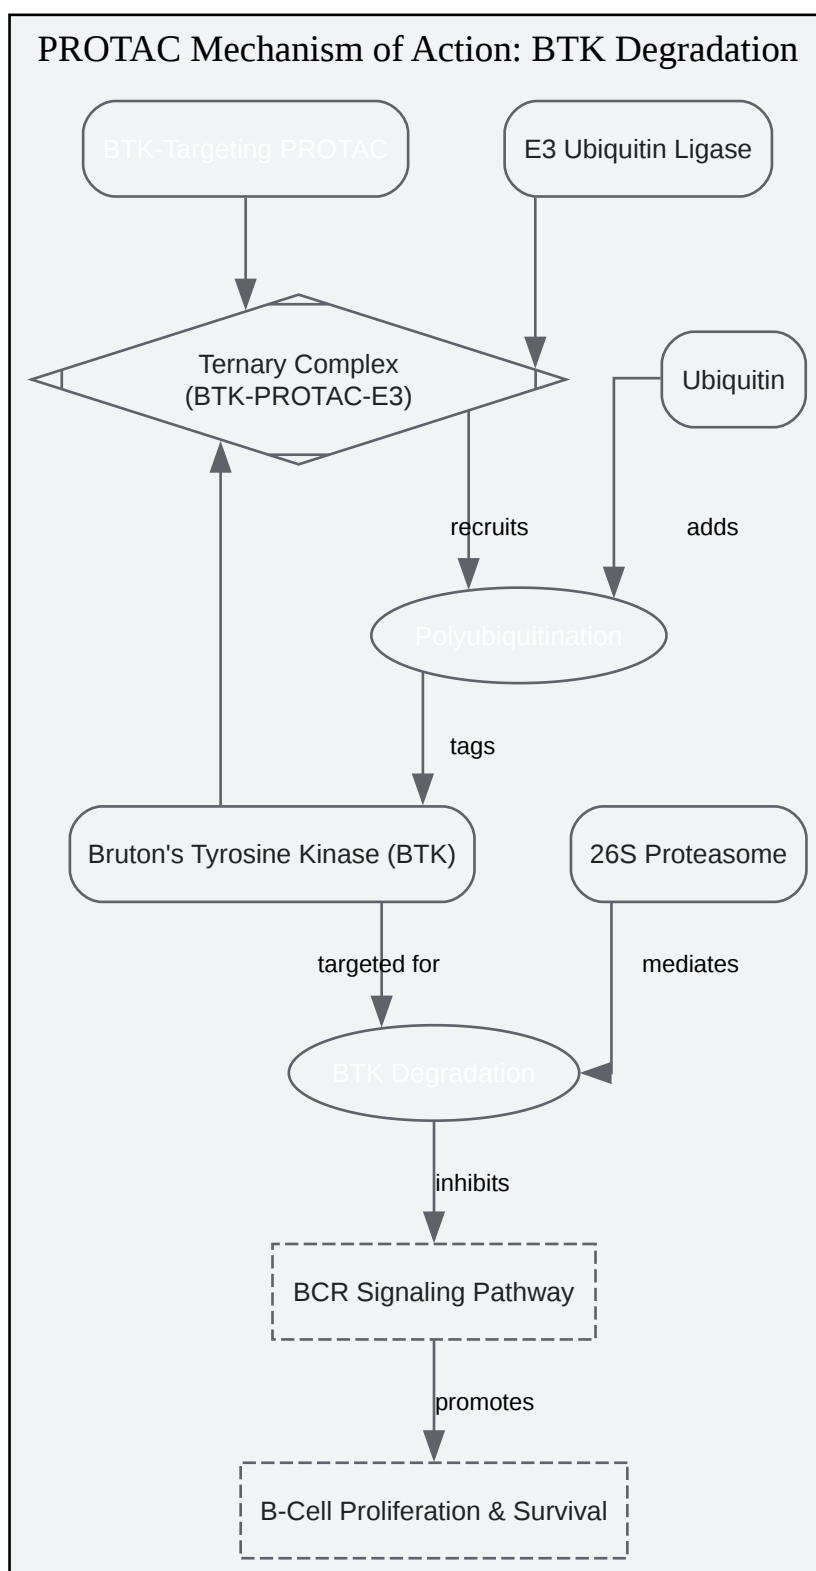 PROTAC Mechanism of Action: BTK Degradation
BTK-Targeting PROTAC
E3 Ubiquitin Ligase
Ternary Complex
(BTK-PROTAC-E3)
Ubiquitin
recruits
adds
Polyubiquitination
tags
Bruton's Tyrosine Kinase (BTK)
26S Proteasome
targeted for
mediates
BTK Degradation
inhibits
BCR Signaling Pathway
promotes
B-Cell Proliferation & Survival